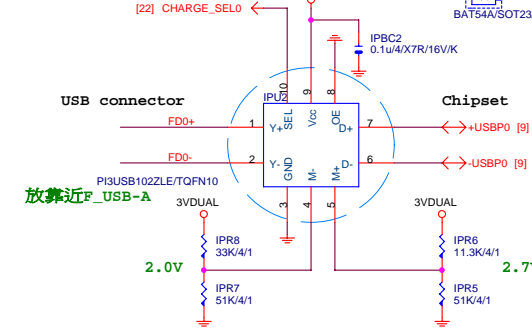 [22] CHARGE_SEL0
BAT54A/SOT23
IPBC2
0.1u/4/X7R/16V/K
USB connector
IPU2
Chipset
10
9
8
SEL
Vcc
OE
FD0+
1
Y+
D+
7
+USBP0 [9]
FD0-
2
Y-
D-
6
-USBP0 [9]
GND
M-
M+
PI3USB102ZLE/TQFN10
3
4
5
放靠近F_USB-A
3VDUAL
3VDUAL
IPR8
33K/4/1
IPR6
11.3K/4/1
2.0V
2.7V
IPR7
51K/4/1
IPR5
51K/4/1